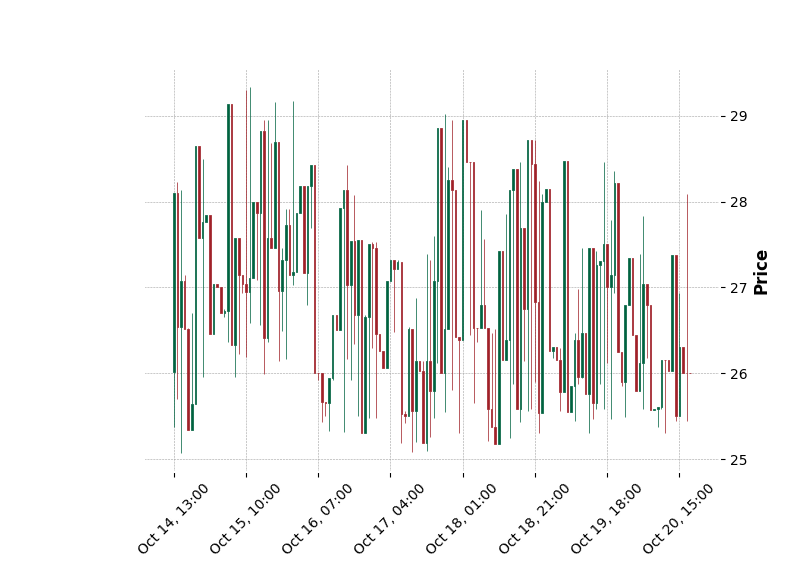 29
28
27
26
25
Price
Oct 14, 13:00
Oct 15, 10:00
Oct 16, 07:00
Oct 17, 04:00
Oct 18, 01:00
Oct 18, 21:00
Oct 19, 18:00
Oct 20, 15:00